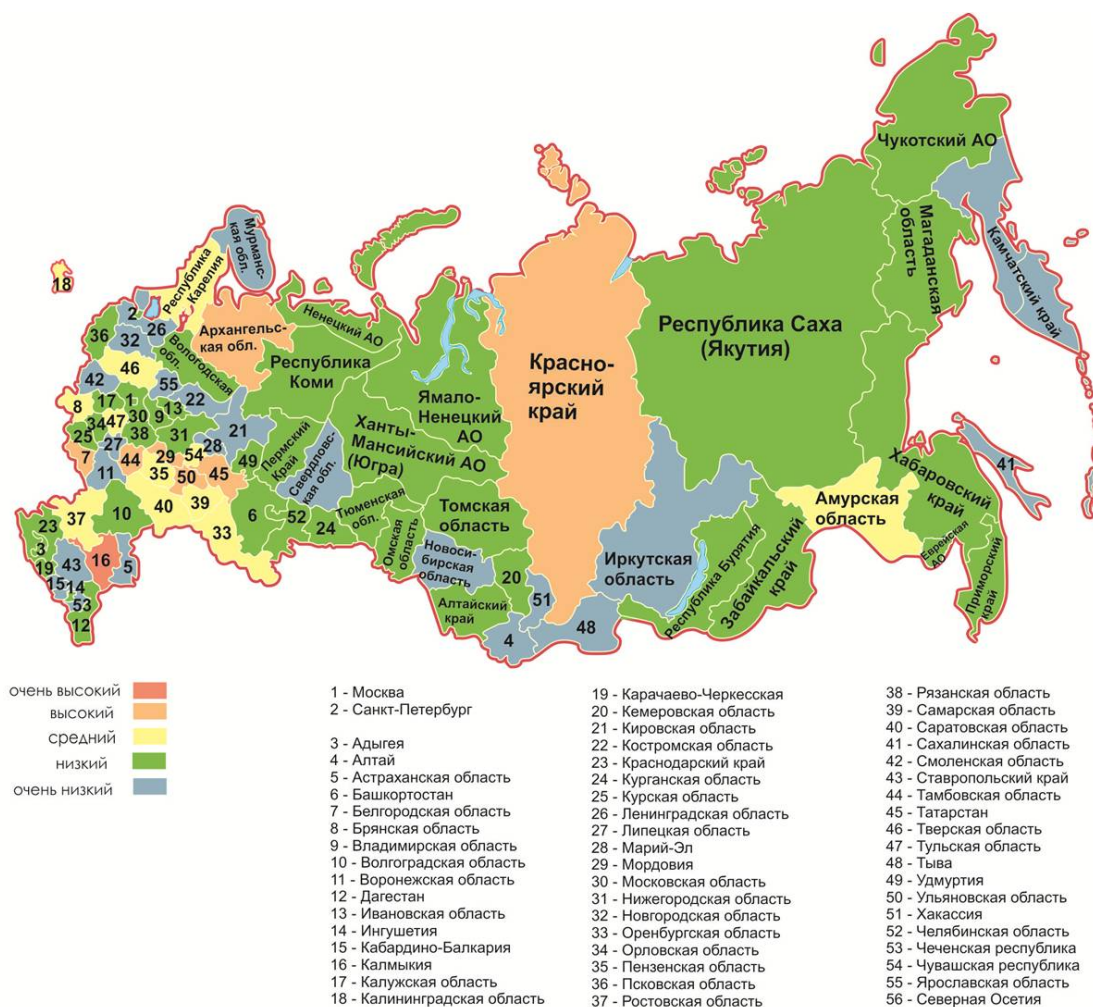 Чукотский АО
Магаданская
область
Камчатский край
Мурманс-
кая обл.
Республика
Карелия
18
2
26
36
32
Архангельс-
кая обл.
Ненецкий АО
Вологодская
обл.
Республика
Коми
Ямало-
Ненецкий
АО
Красно-
ярский
край
Республика Саха
(Якутия)
42
46
55
22
8
17
1
30
9
13
34
47
25
27
38
31
21
7
44
29
54
28
11
35
50
45
49
Пермский
Край
Свердловс-
кая обл.
Ханты-
Мансийский АО
(Югра)
Тюменская
обл.
Омская
область
Томская
область
Новоси-
бирская
область
Алтайский
край
20
51
4
48
Иркутская
область
Республика Бурятия
Забайкальский
край
Амурская
область
Хабаровский
край
Еврейская
АО
Приморский
край
41
40
39
33
6
52
24
23
37
10
3
19
43
16
5
15
14
53
12
очень высокий
высокий
средний
низкий
очень низкий
1 - Москва
2 - Санкт-Петербург
3 - Адыгея
4 - Алтай
5 - Астраханская область
6 - Башкортостан
7 - Белгородская область
8 - Брянская область
9 - Владимирская область
10 - Волгоградская область
11 - Воронежская область
12 - Дагестан
13 - Ивановская область
14 - Ингушетия
15 - Кабардино-Балкария
16 - Калмыкия
17 - Калужская область
18 - Калининградская область
19 - Карачаево-Черкесская
20 - Кемеровская область
21 - Кировская область
22 - Костромская область
23 - Краснодарский край
24 - Курганская область
25 - Курская область
26 - Ленинградская область
27 - Липецкая область
28 - Марий-Эл
29 - Мордовия
30 - Московская область
31 - Нижегородская область
32 - Новгородская область
33 - Оренбургская область
34 - Орловская область
35 - Пензенская область
36 - Псковская область
37 - Ростовская область
38 - Рязанская область
39 - Самарская область
40 - Саратовская область
41 - Сахалинская область
42 - Смоленская область
43 - Ставропольский край
44 - Тамбовская область
45 - Татарстан
46 - Тверская область
47 - Тульская область
48 - Тыва
49 - Удмуртия
50 - Ульяновская область
51 - Хакассия
52 - Челябинская область
53 - Чеченская республика
54 - Чувашская республика
55 - Ярославская область
56 - Северная Осетия